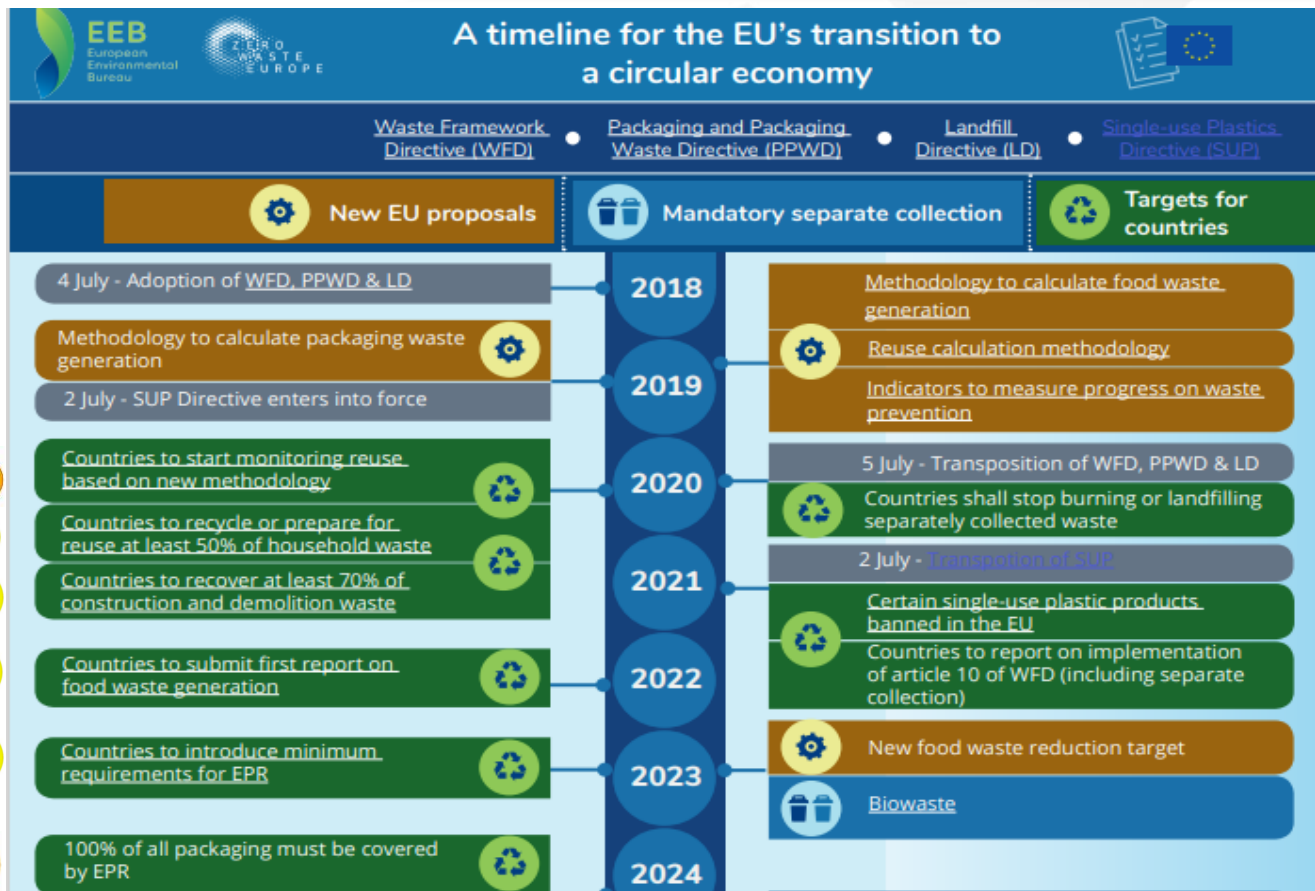 EEB
European
Environmental
Bureau
ZERO
WASTE
EUROPE
A timeline for the EU's transition to
a circular economy
Waste Framework
Directive (WFD)
Packaging and Packaging
Waste Directive (PPWD)
Landfill
Directive (LD)
Single-use Plastics
Directive (SUP)
New EU proposals
Mandatory separate collection
Targets for
countries
4 July - Adoption of WFD, PPWD & LD
2018
Methodology to calculate food waste
generation
Reuse calculation methodology
Indicators to measure progress on waste
prevention
Methodology to calculate packaging waste
generation
2 July - SUP Directive enters into force
2019
Countries to start monitoring reuse
based on new methodology
Countries to recycle or prepare for
reuse at least 50% of household waste
Countries to recover at least 70% of
construction and demolition waste
2020
5 July - Transposition of WFD, PPWD & LD
Countries shall stop burning or landfilling
separately collected waste
2021
2 July - Transpotion of SUP
Certain single-use plastic products
banned in the EU
Countries to report on implementation
of article 10 of WFD (including separate
collection)
Countries to submit first report on
food waste generation
2022
Countries to introduce minimum
requirements for EPR
2023
New food waste reduction target
Biowaste
100% of all packaging must be covered
by EPR
2024